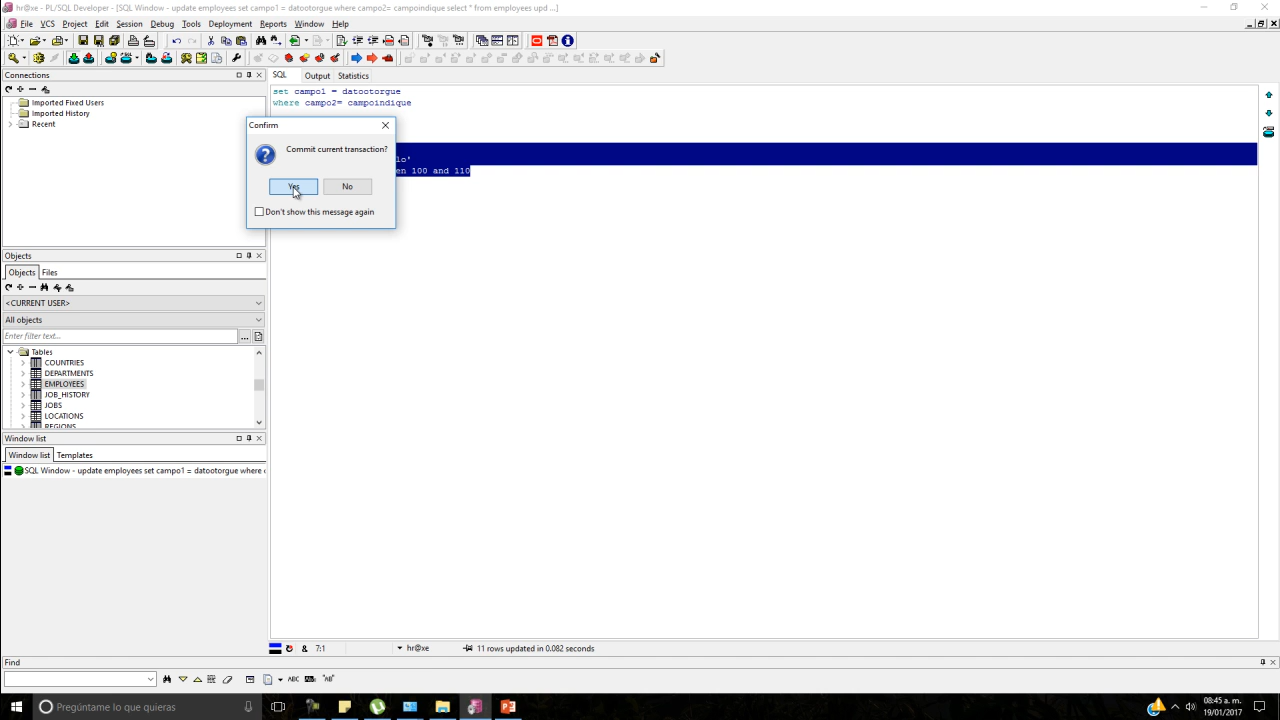 hr@xe - PL/SQL Developer - [SQL Window - update employees set campo1 = datootorgue where campo2= campoindique select * from employees upd ...]
File VCS Project Edit Session Debug Tools Deployment Reports Window Help
Connections
Imported Fixed Users
Imported History
Recent
SQL Output Statistics
set campo1 = datootorgue
where campo2= campoindique
lo'
en 100 and 110
Confirm
Commit current transaction?
Yes No
Don't show this message again
Objects
Objects Files
<CURRENT USER>
All objects
Enter filter text...
Tables
COUNTRIES
DEPARTMENTS
EMPLOYEES
JOB_HISTORY
JOBS
LOCATIONS
REGIONS
Window list
Window list Templates
SQL Window - update employees set campo1 = datootorgue where c
& 7:1 hr@xe 11 rows updated in 0.082 seconds
Find
ABC "AB"
Pregúntame lo que quieras
08:45 a. m.
19/01/2017